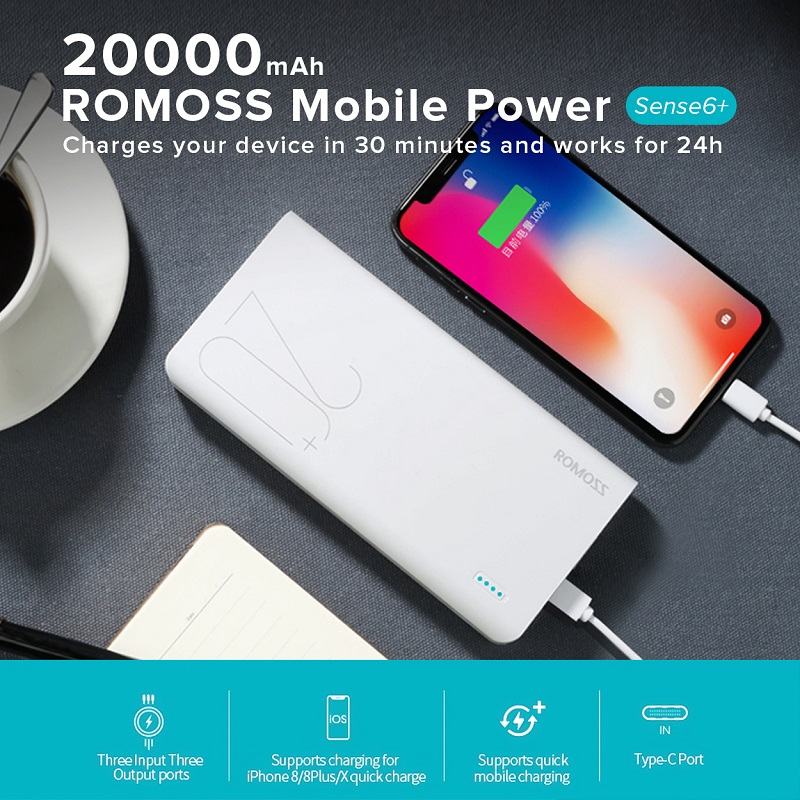 20000mAh
ROMOSS Mobile Power Sense6+
Charges your device in 30 minutes and works for 24h
目前电量100%
20+
ROMOSS
iOS
IN
Three Input Three
Output ports
Supports charging for
iPhone 8/8Plus/X quick charge
Supports quick
mobile charging
Type-C Port